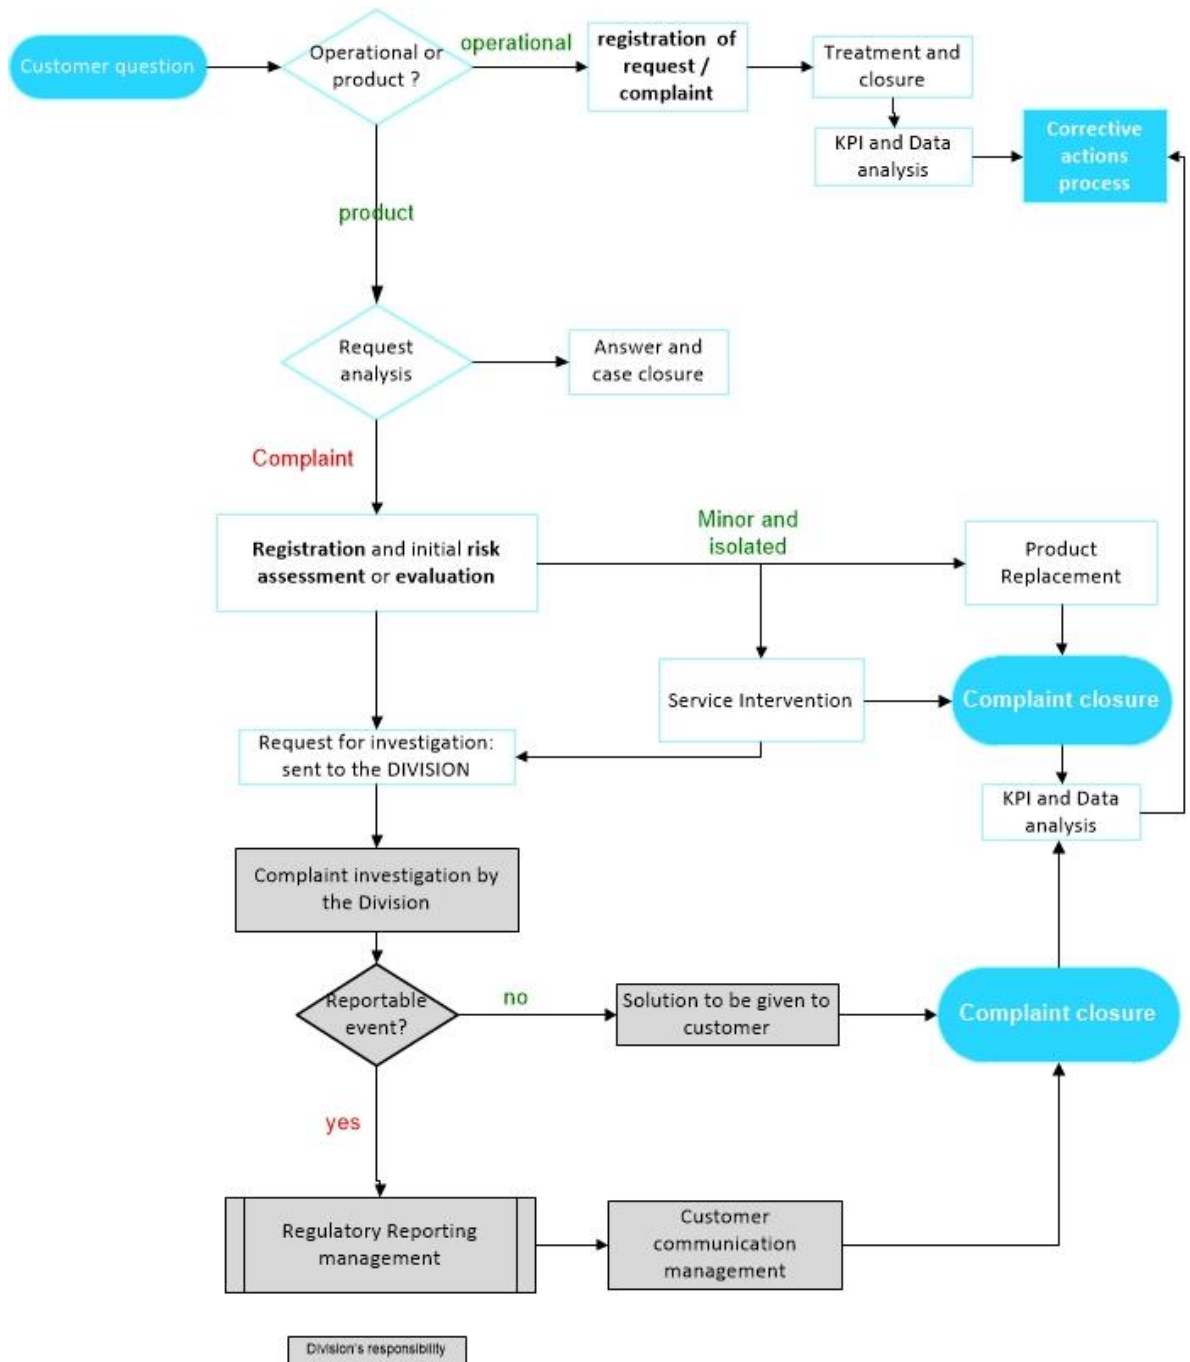 Customer question
Operational or
product ?
operational
registration of
request /
complaint
Treatment and
closure
KPI and Data
analysis
Corrective
actions
process
product
Request
analysis
Answer and
case closure
Complaint
Registration and initial risk
assessment or evaluation
Minor and
isolated
Product
Replacement
Service Intervention
Complaint closure
Request for investigation:
sent to the DIVISION
KPI and Data
analysis
Complaint investigation by
the Division
Reportable
event?
no
Solution to be given to
customer
Complaint closure
yes
Regulatory Reporting
management
Customer
communication
management
Division's responsibility